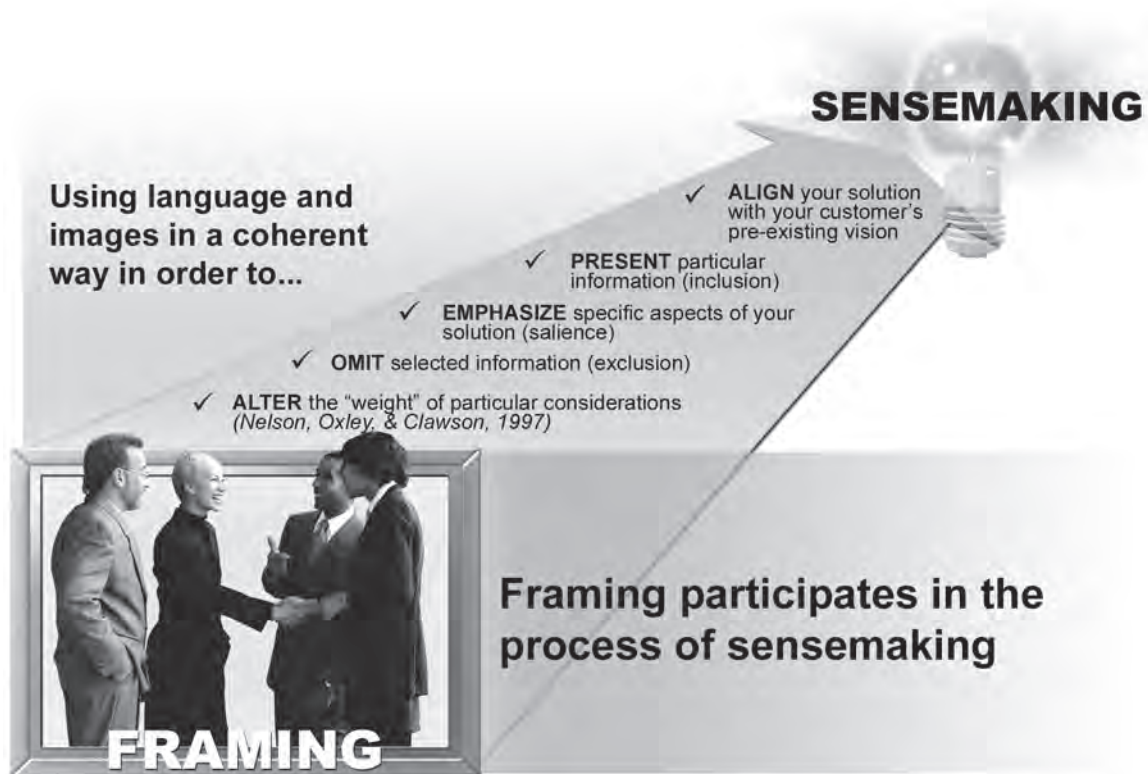 SENSEMAKING
Using language and
images in a coherent
way in order to...
✓ ALIGN your solution
with your customer's
pre-existing vision
✓ PRESENT particular
information (inclusion)
✓ EMPHASIZE specific aspects of your
solution (salience)
✓ OMIT selected information (exclusion)
✓ ALTER the “weight” of particular considerations
(Nelson, Oxley, & Clawson, 1997)
Framing participates in the
process of sensemaking
FRAMING